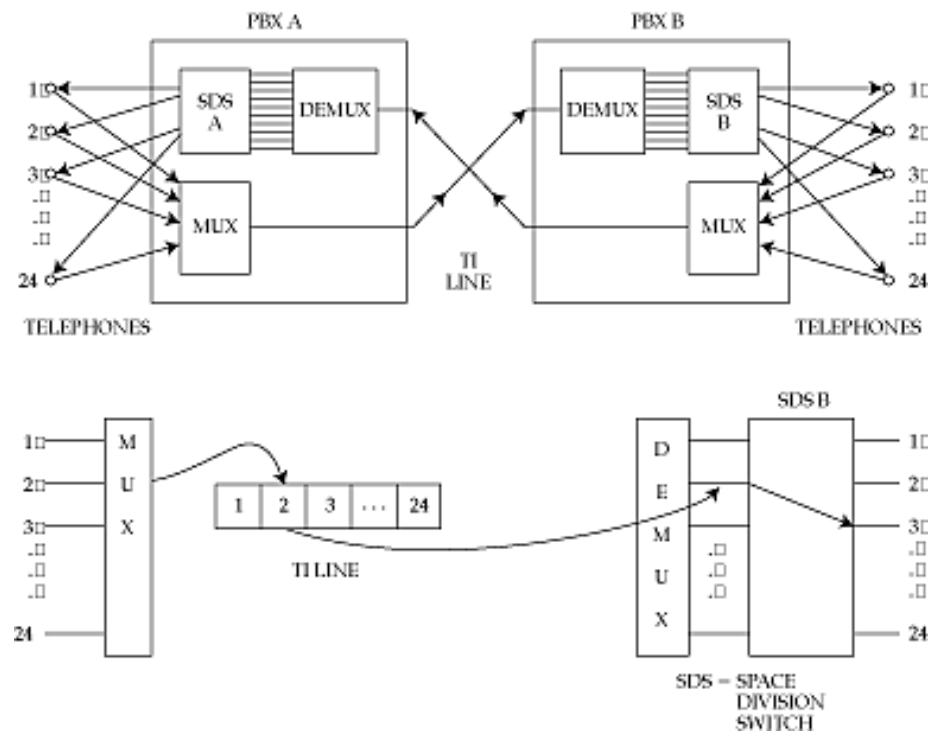 PBX A
PBX B
1
2
3
24
SDS A
DEMUX
MUX
DEMUX
SDS B
MUX
1
2
3
24
TI LINE
TELEPHONES
TELEPHONES
SDS B
1
2
3
24
M U X
1 2 3 ... 24
TI LINE
D E M U X
1
2
3
24
SDS = SPACE
DIVISION
SWITCH